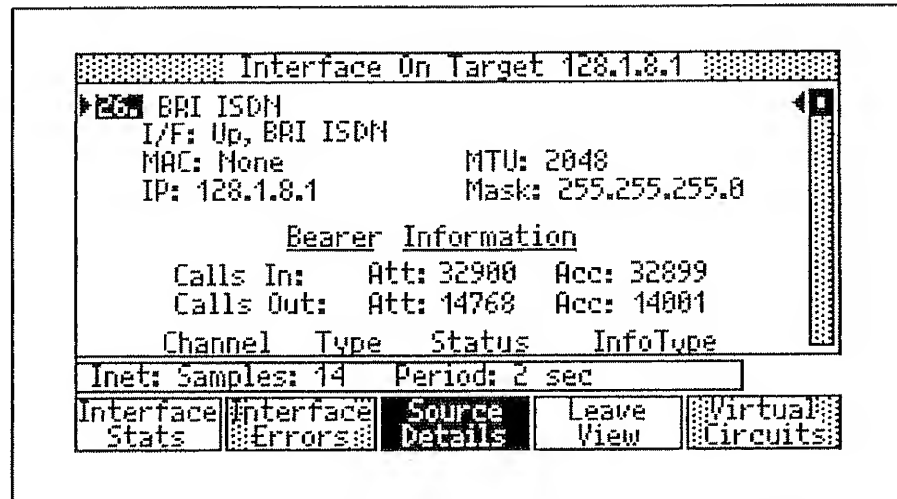 Interface On Target 128.1.8.1
26. BRI ISDN
I/F: Up, BRI ISDN
MAC: None MTU: 2048
IP: 128.1.8.1 Mask: 255.255.255.0
Bearer Information
Calls In: Att: 32900 Acc: 32899
Calls Out: Att: 14768 Acc: 14001
Channel Type Status InfoType
Inet: Samples: 14 Period: 2 sec
Interface Stats Interface Errors Source Details Leave View Virtual Circuits